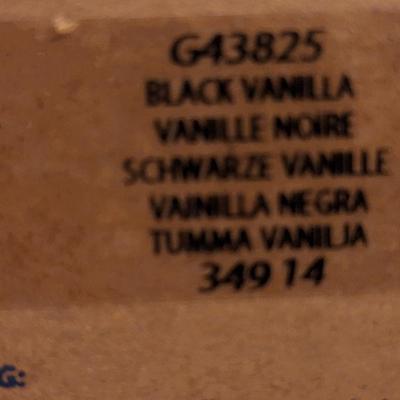 G43825
BLACK VANILLA
VANILLE NOIRE
SCHWARZE VANILLE
VAINILLA NEGRA
TUMMA VANILJA
349 14
G: